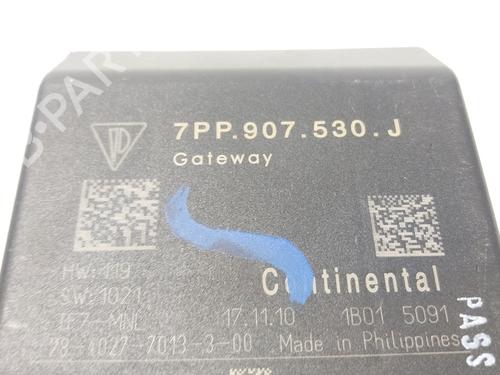 7PP.907.530.J
Gateway
HW:119
SW:1021
Continental
17.11.10 1B01 5091
Made in Philippines
PASS